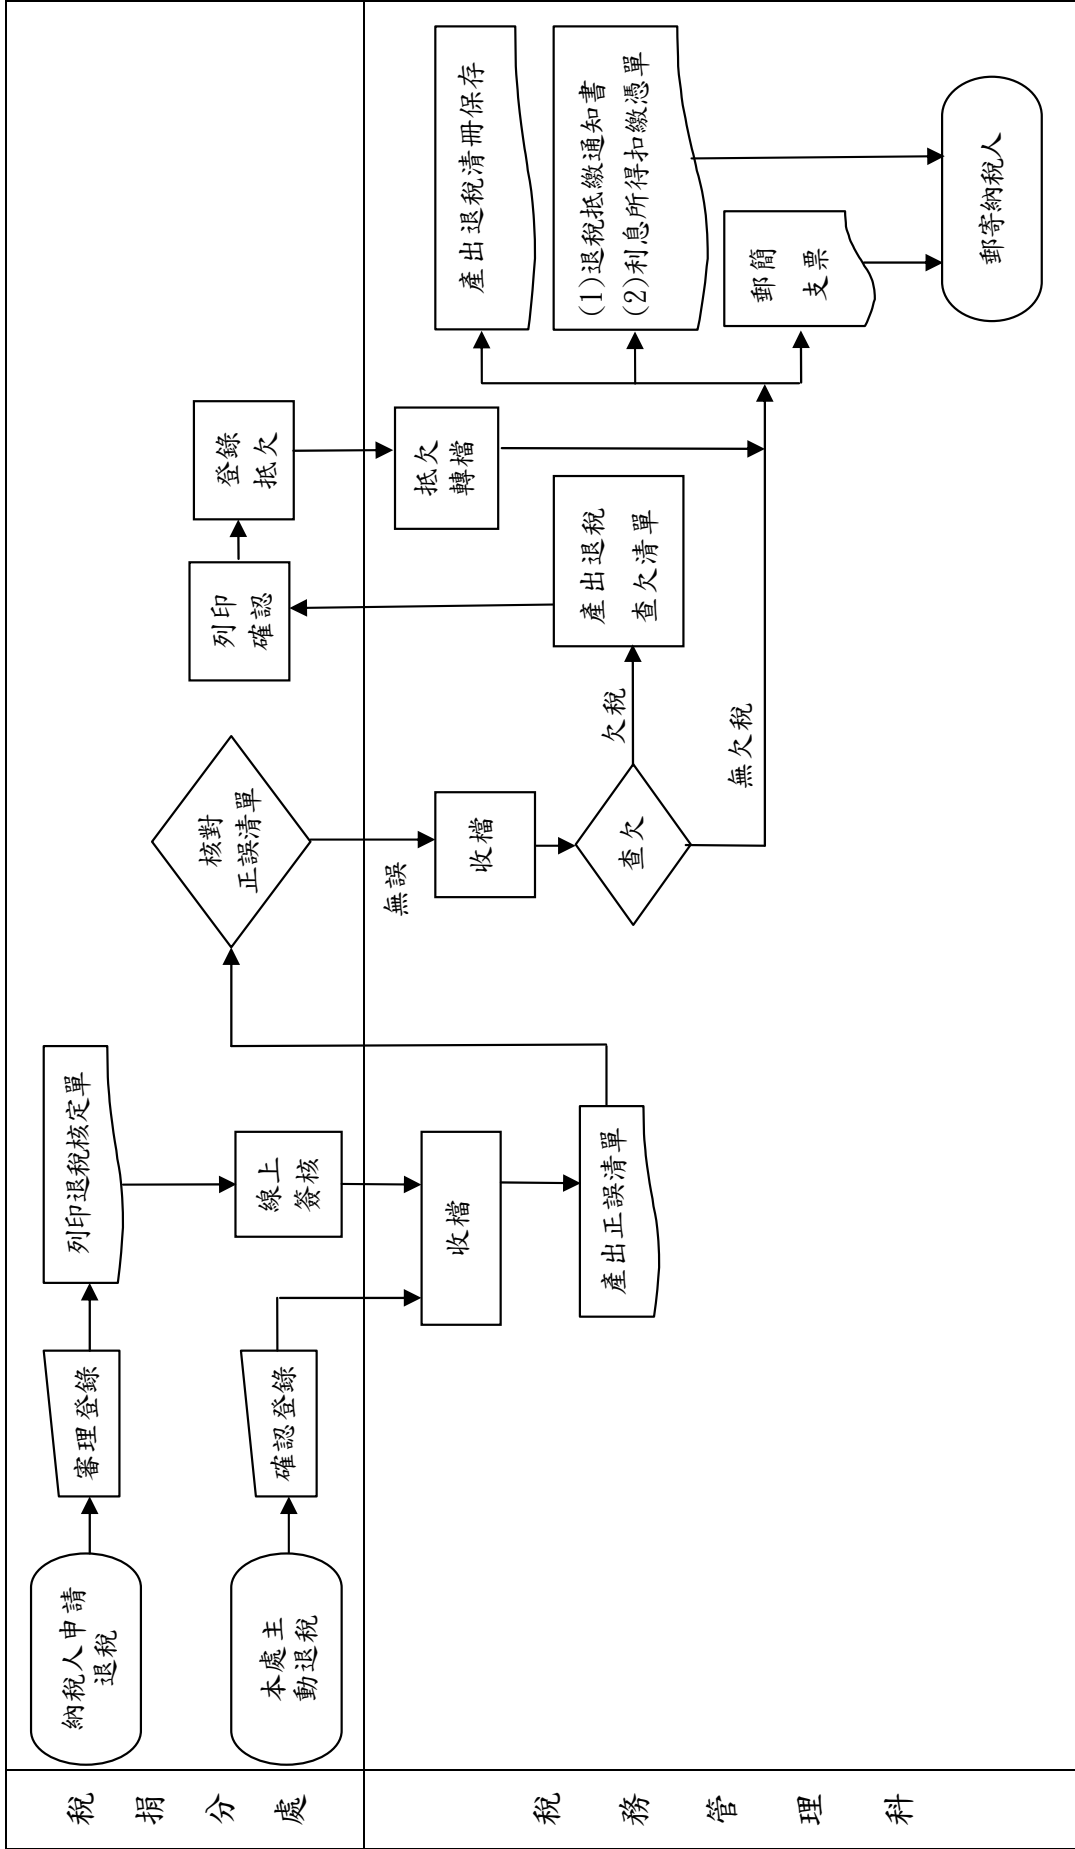 稅捐分處
納稅人申請
退稅
審理登錄
列印退稅核定單
線上
簽核
本處主
動退稅
確認登錄
核對
正誤清單
列印
確認
登錄
抵欠
稅務管理科
收檔
產出正誤清單
無誤
收檔
查欠
欠稅
無欠稅
產出退稅
查欠清單
抵欠
轉檔
產出退稅清冊保存
(1)退稅抵繳通知書
(2)利息所得扣繳憑單
郵簡
支票
郵寄納稅人